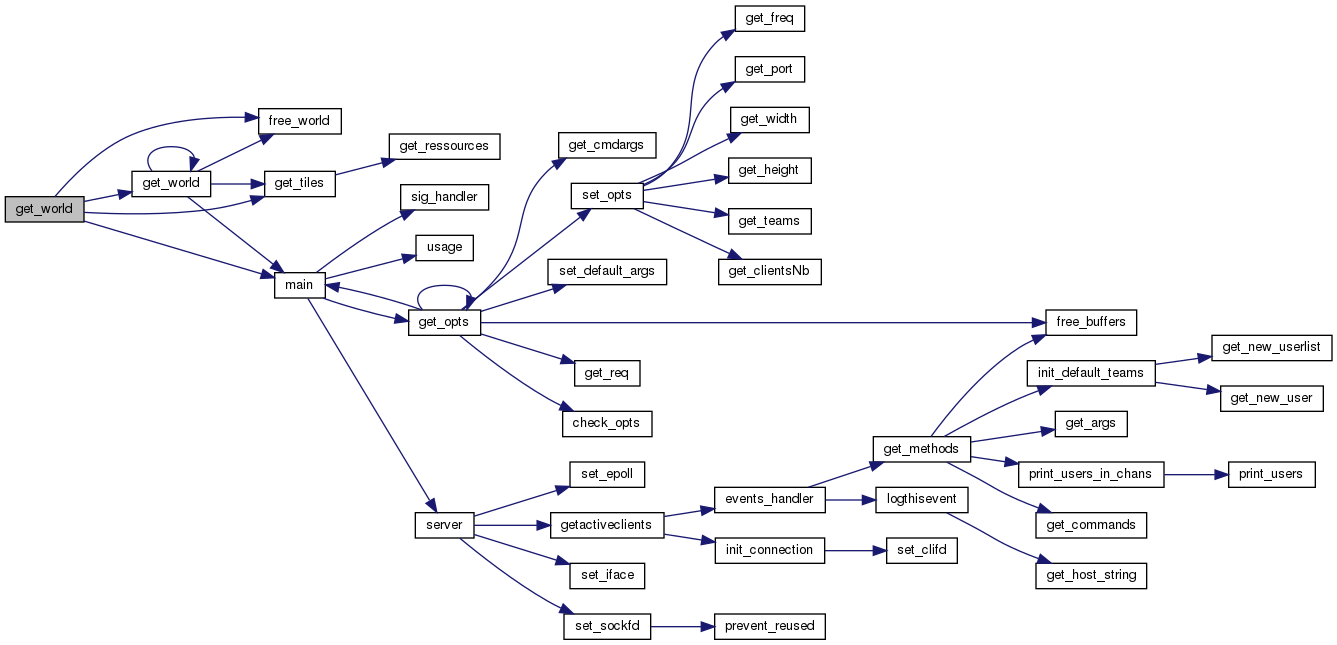 get_freq
get_port
get_width
free_world
get_cmdargs
get_ressources
get_height
get_world
get_tiles
set_opts
sig_handler
get_world
get_teams
usage
get_clientsNb
set_default_args
main
get_opts
free_buffers
get_new_userlist
get_req
init_default_teams
get_new_user
check_opts
get_args
get_methods
set_epoll
print_users_in_chans
print_users
events_handler
logthisevent
server
getactiveclients
get_commands
init_connection
set_clifd
set_iface
get_host_string
set_sockfd
prevent_reused